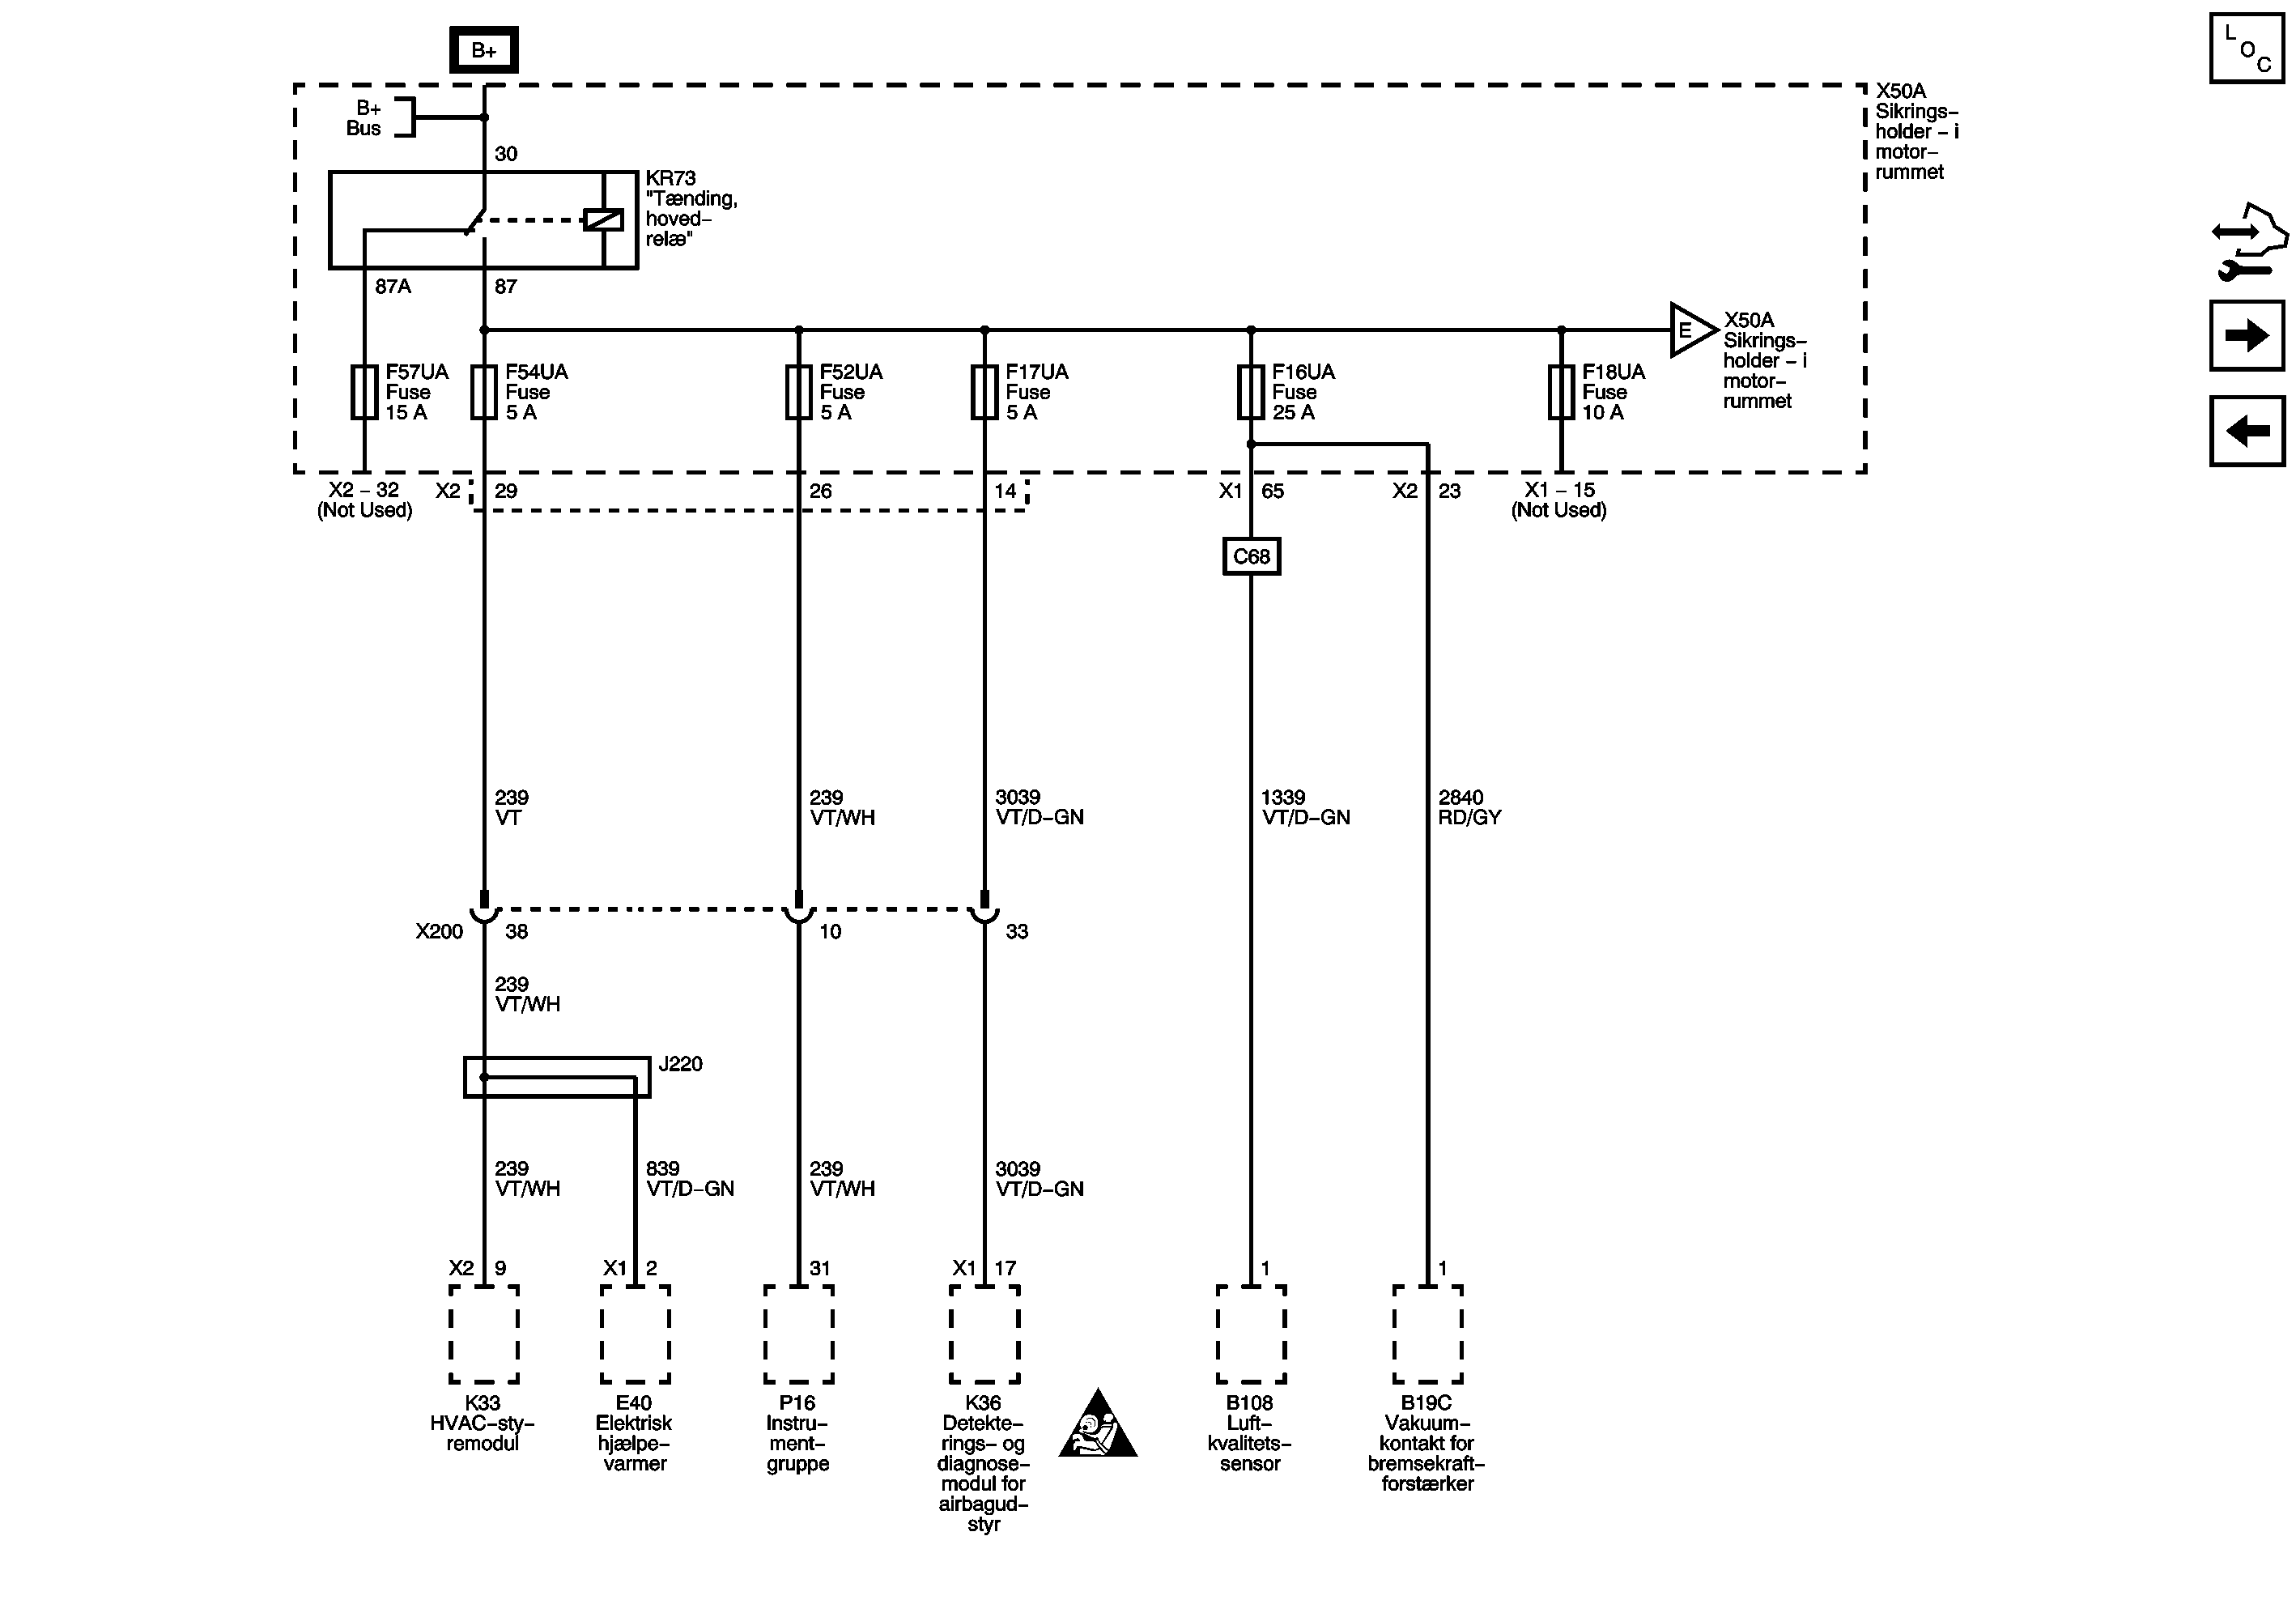 B+
L
O
C
B+
Bus
X50A
Sikrings–
holder – i
motor–
rummet
30
KR73
"Tænding,
hoved–
relæ"
87A
87
E
X50A
Sikrings–
holder – i
motor–
rummet
F57UA
Fuse
15 A
F54UA
Fuse
5 A
F52UA
Fuse
5 A
F17UA
Fuse
5 A
F16UA
Fuse
25 A
F18UA
Fuse
10 A
X2 – 32
(Not Used)
X2
29
26
14
X1
65
X2
23
X1 – 15
(Not Used)
C68
239
VT
239
VT/WH
3039
VT/D–GN
1339
VT/D–GN
2840
RD/GY
X200
38
10
33
239
VT/WH
J220
239
VT/WH
839
VT/D–GN
239
VT/WH
3039
VT/D–GN
X2
9
X1
2
31
X1
17
1
1
K33
HVAC–sty–
remodul
E40
Elektrisk
hjælpe–
varmer
P16
Instru–
ment–
gruppe
K36
Detekte–
rings– og
diagnose–
modul for
airbagud–
styr
B108
Luft–
kvalitets–
sensor
B19C
Vakuum–
kontakt for
bremsekraft–
forstærker